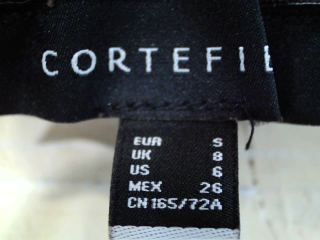 CORTEFIL
EUR S
UK 8
US 6
MEX 26
CN 165/72A